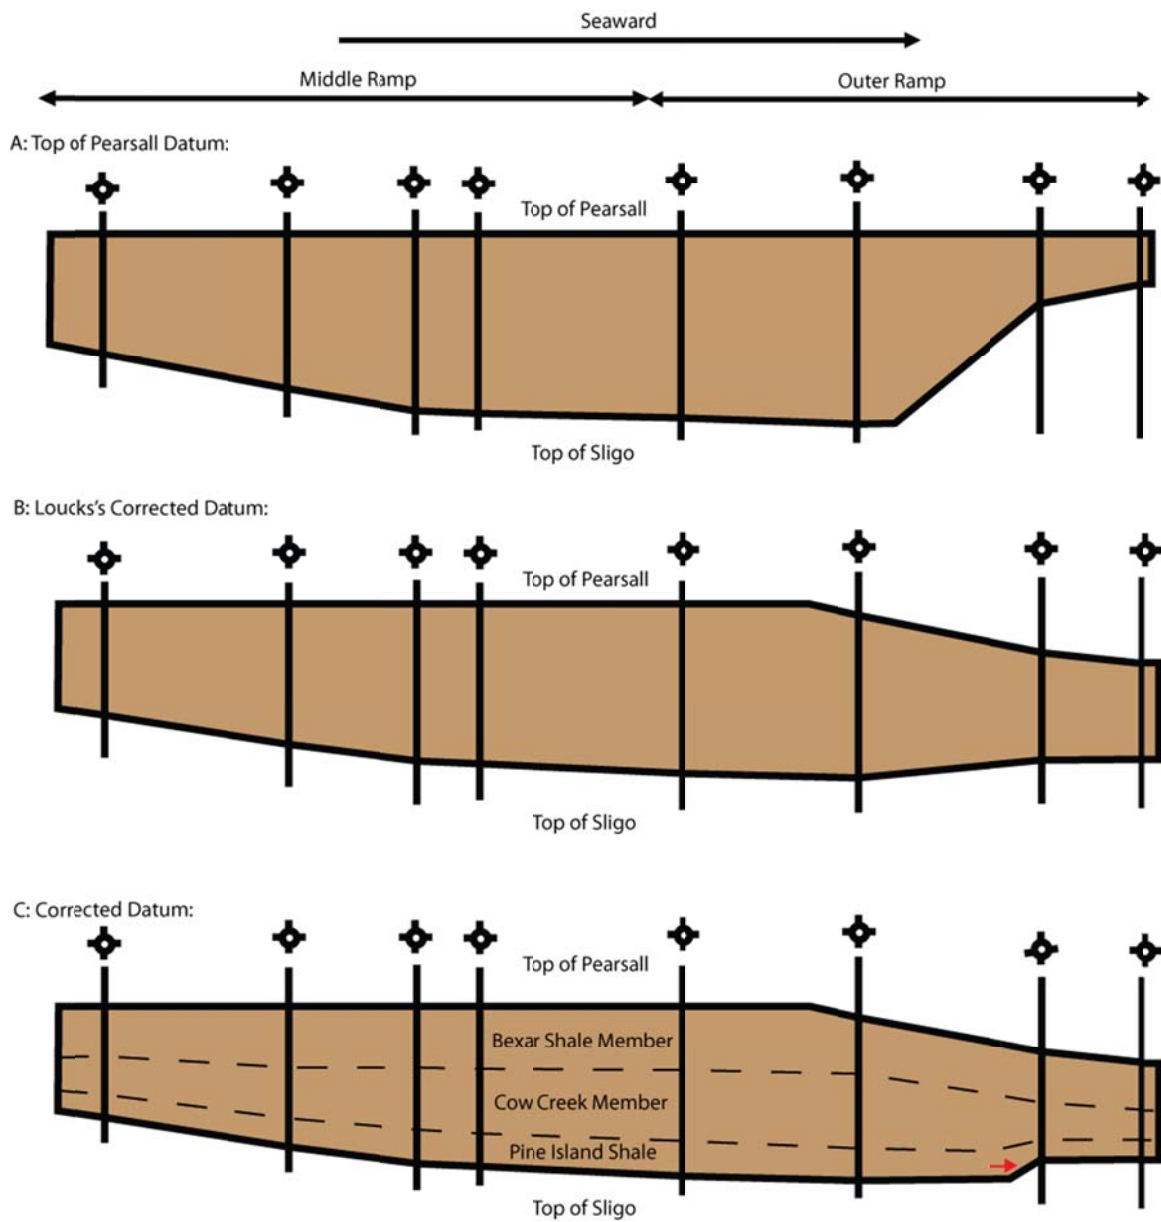 Seaward
Middle Ramp
Outer Ramp
A: Top of Pearsall Datum:
Top of Pearsall
Top of Sligo
B: Loucks's Corrected Datum:
Top of Pearsall
Top of Sligo
C: Corrected Datum:
Top of Pearsall
Bexar Shale Member
Cow Creek Member
Pine Island Shale
Top of Sligo